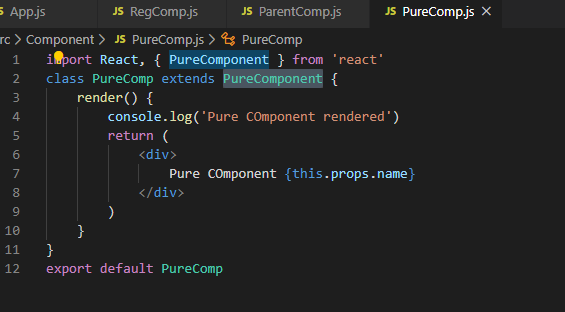 JS App.js JS RegComp.js JS ParentComp.js JS PureComp.js ×
rc > Component > JS PureComp.js > PureComp
1 import React, { PureComponent } from 'react'
2 class PureComp extends PureComponent {
3 render() {
4 console.log('Pure COmponent rendered')
5 return (
6 <div>
7 Pure COmponent {this.props.name}
8 </div>
9 )
10 }
11 }
12 export default PureComp